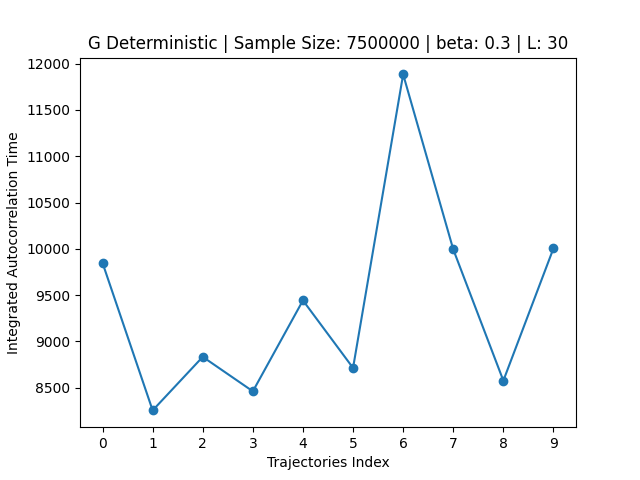 G Deterministic | Sample Size: 7500000 | beta: 0.3 | L: 30
Integrated Autocorrelation Time
12000
11500
11000
10500
10000
9500
9000
8500
0 1 2 3 4 5 6 7 8 9
Trajectories Index